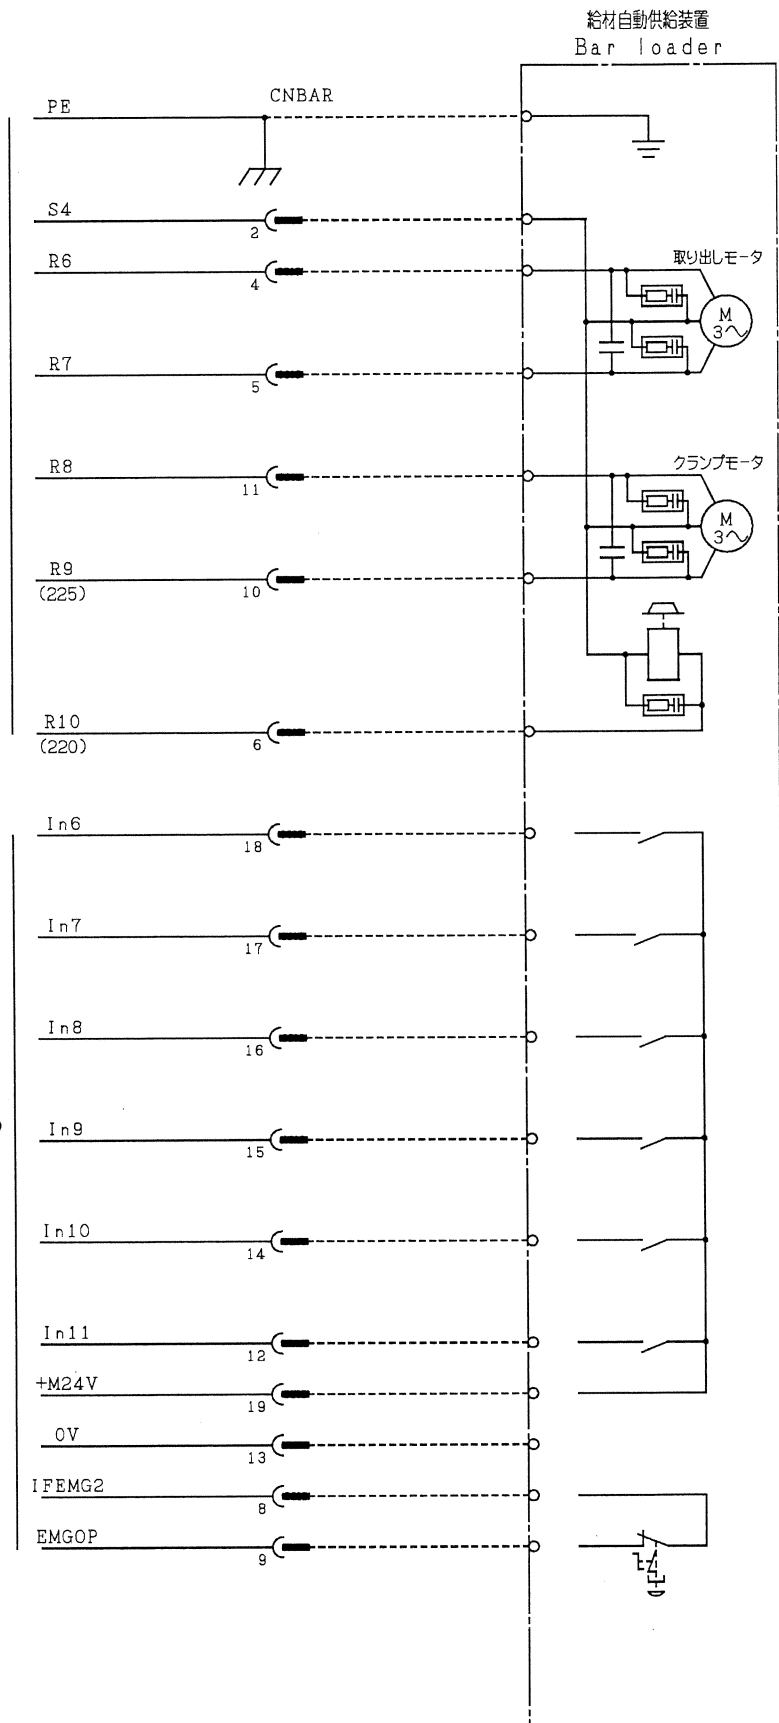 給材自動供給装置
Bar loader
PE
CNBAR
S4
2
R6
4
取り出しモータ
M
3～
R7
5
R8
11
クランプモータ
M
3～
R9
(225)
10
R10
(220)
6
In6
18
In7
17
In8
16
In9
15
In10
14
In11
12
+M24V
19
0V
13
IFEMG2
8
EMGOP
9